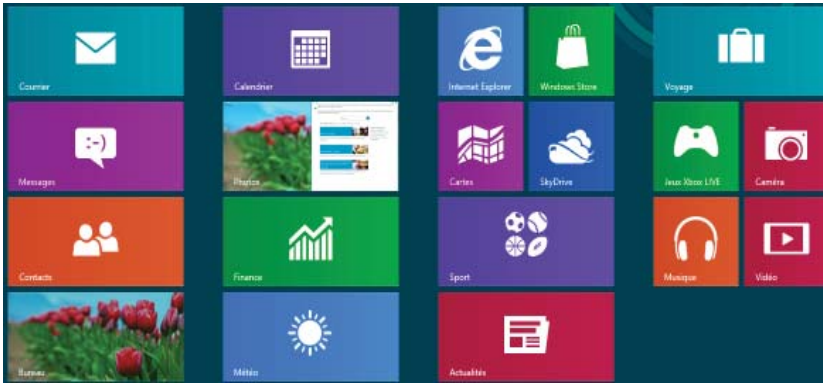 Courrier
Calendrier
Internet Explorer
Windows Store
Voyage
:-)
Messages
Photos
Cartes
SkyDrive
Jeux Xbox LIVE
Caméra
Contacts
Finance
Sport
Musique
Vidéo
Bureau
Météo
Actualités